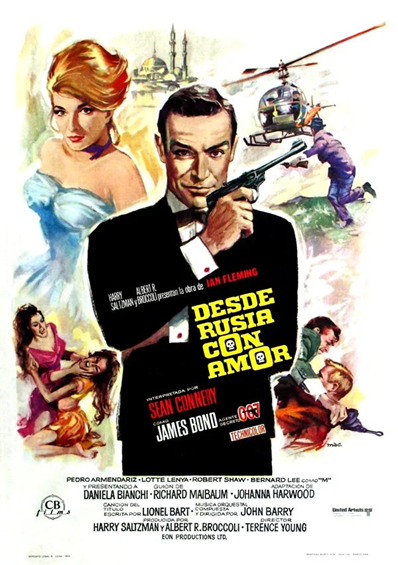 HARRY SALTZMAN
ALBERT R. y BROCCOLI
presentan la obra de
IAN FLEMING
DESDE
RUSIA
CON
AMOR
INTERPRETADA POR
SEAN CONNERY
COMO
JAMES BOND
AGENTE SECRETO
007
TECHNICOLOR
PEDRO ARMENDARIZ • LOTTE LENYA • ROBERT SHAW • BERNARD LEE COMO "M"
Y PRESENTANDO A
DANIELA BIANCHI
GUION DE
RICHARD MAIBAUM
ADAPTACION DE
JOHANNA HARWOOD
CANCION DEL TITULO ESCRITA POR
LIONEL BART
MUSICA ORQUESTAL COMPUESTA Y DIRIGIDA POR
JOHN BARRY
PRODUCIDA POR
HARRY SALTZMAN Y ALBERT R. BROCCOLI
DIRECTOR
TERENCE YOUNG
EON PRODUCTIONS LTD.
CB
films
United Artists